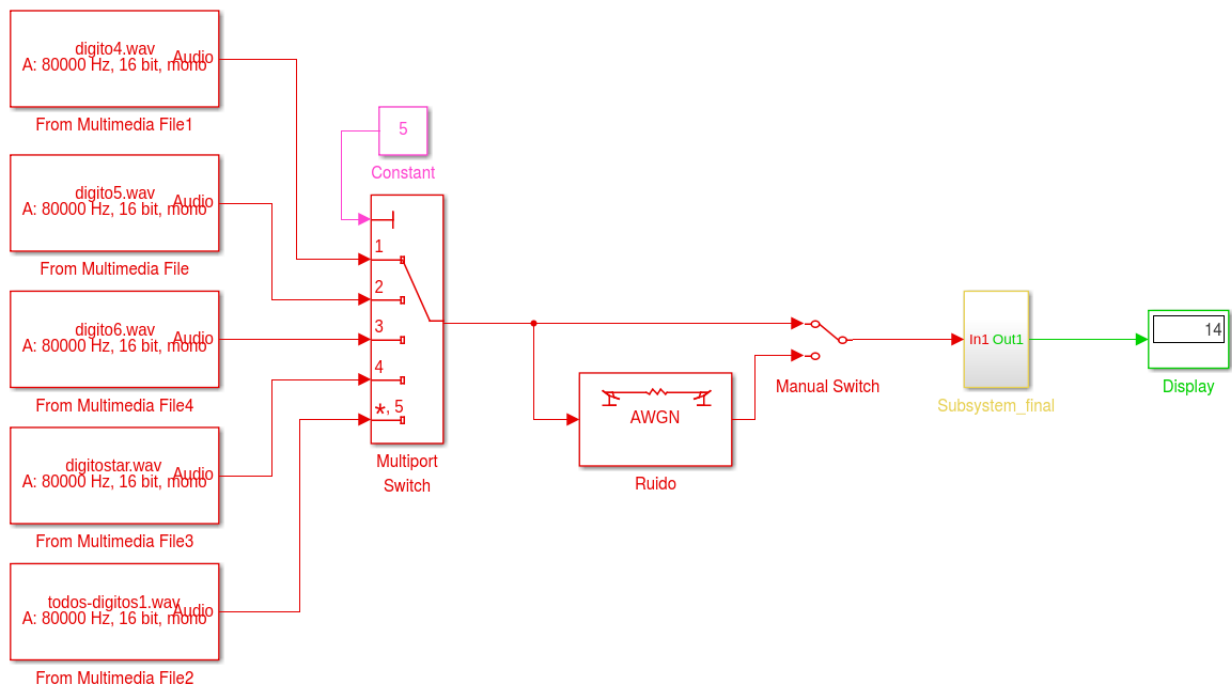 digito4.wav
Audio
A: 80000 Hz, 16 bit, mono
From Multimedia File1
digito5.wav
Audio
A: 80000 Hz, 16 bit, mono
From Multimedia File
digito6.wav
Audio
A: 80000 Hz, 16 bit, mono
From Multimedia File4
digitostar.wav
Audio
A: 80000 Hz, 16 bit, mono
From Multimedia File3
todos-digitos1.wav
Audio
A: 80000 Hz, 16 bit, mono
From Multimedia File2
5
Constant
1
2
3
4
*, 5
Multiport
Switch
AWGN
Ruido
Manual Switch
In1 Out1
Subsystem_final
14
Display